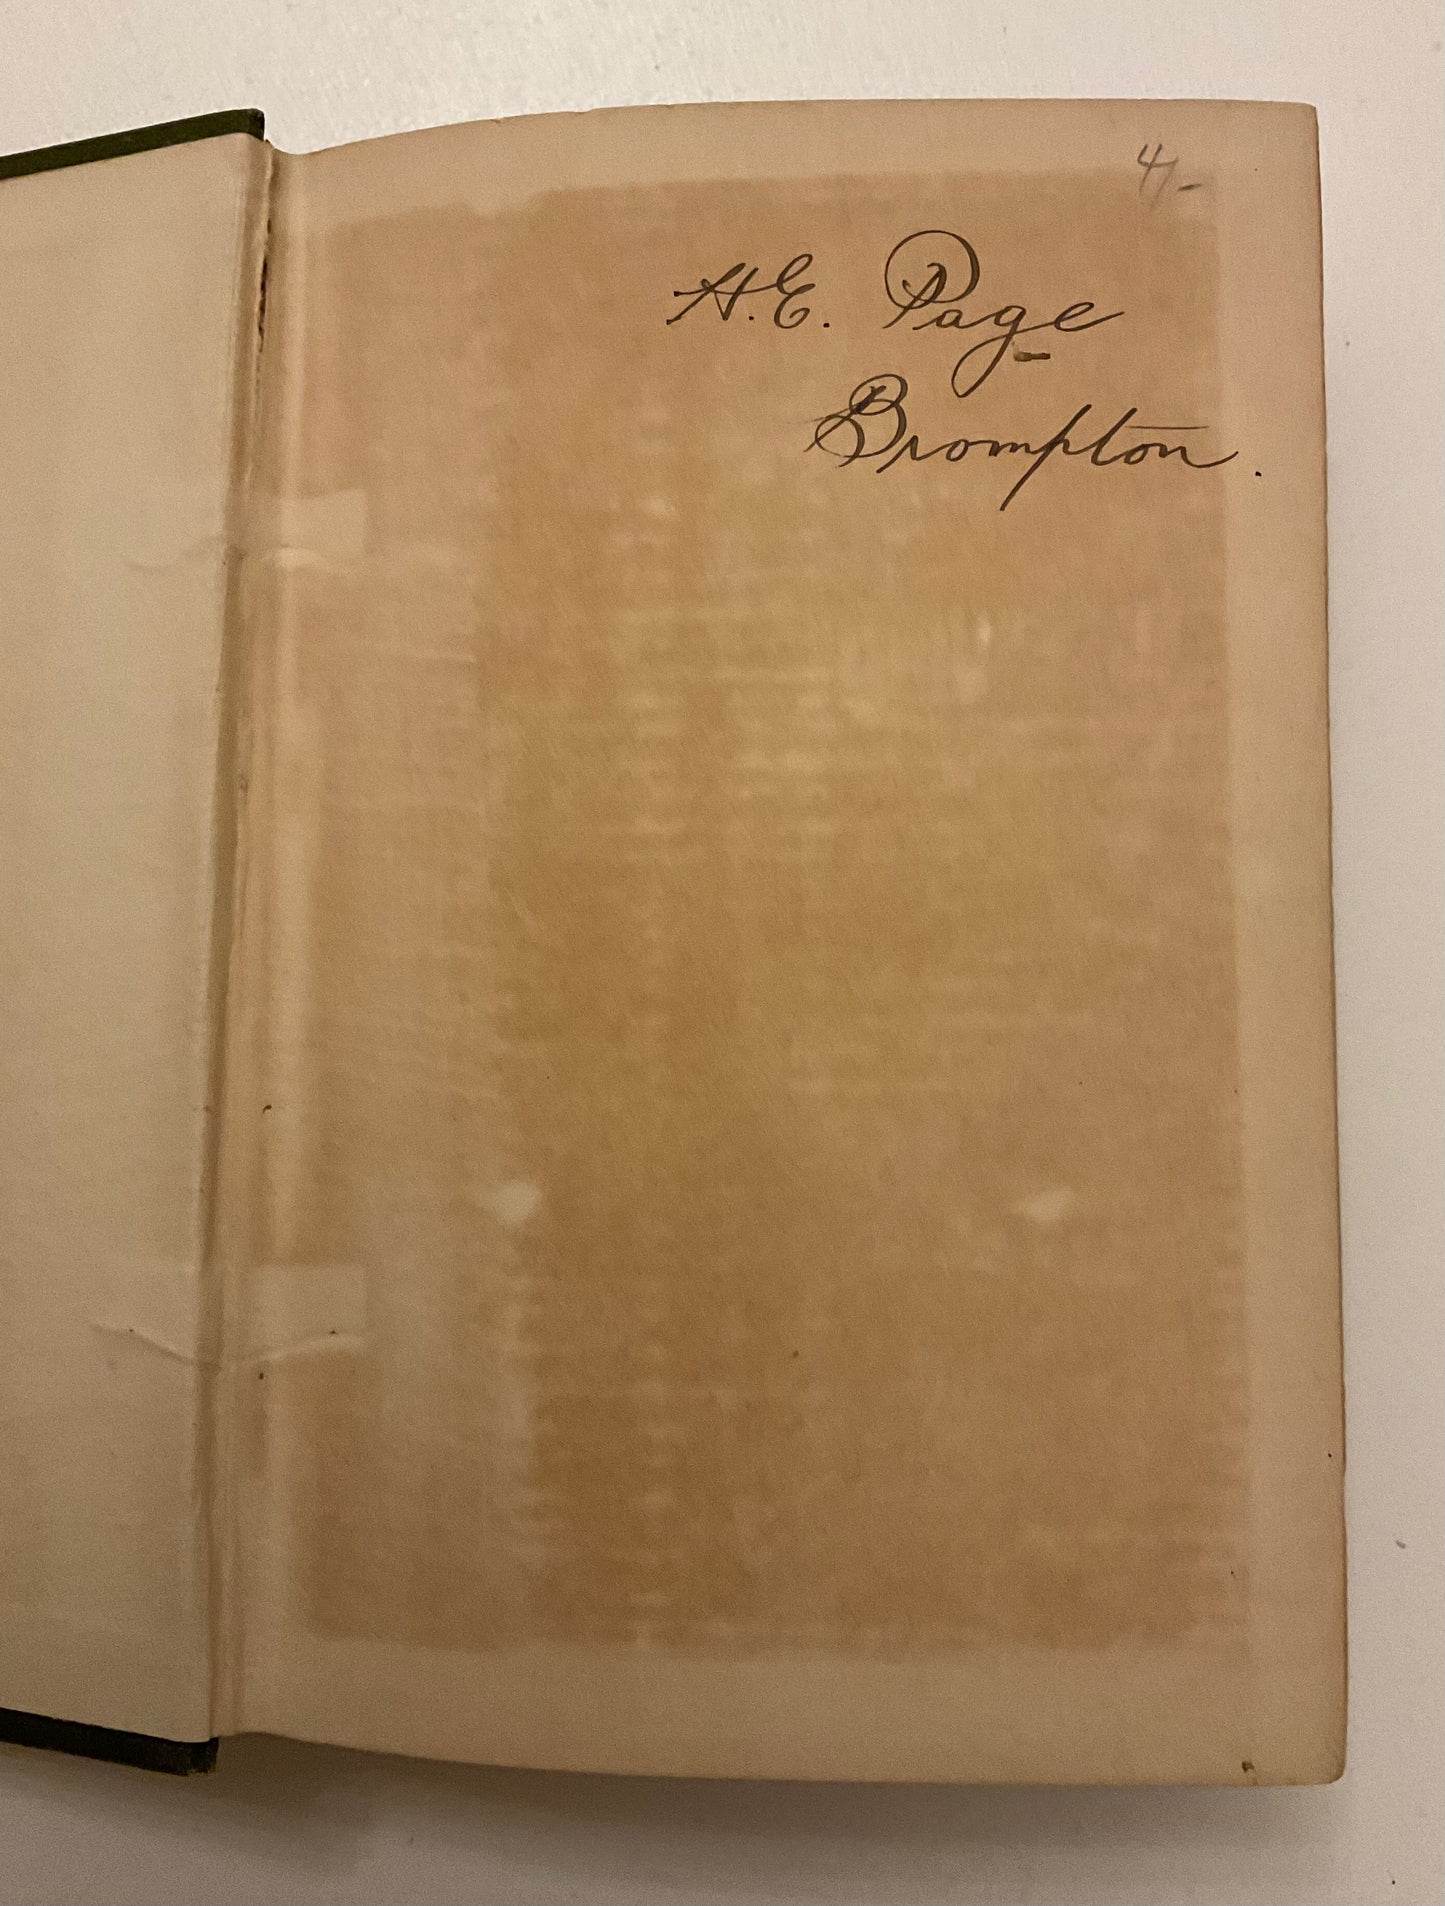 4/-
H.E. Page
Brompton.